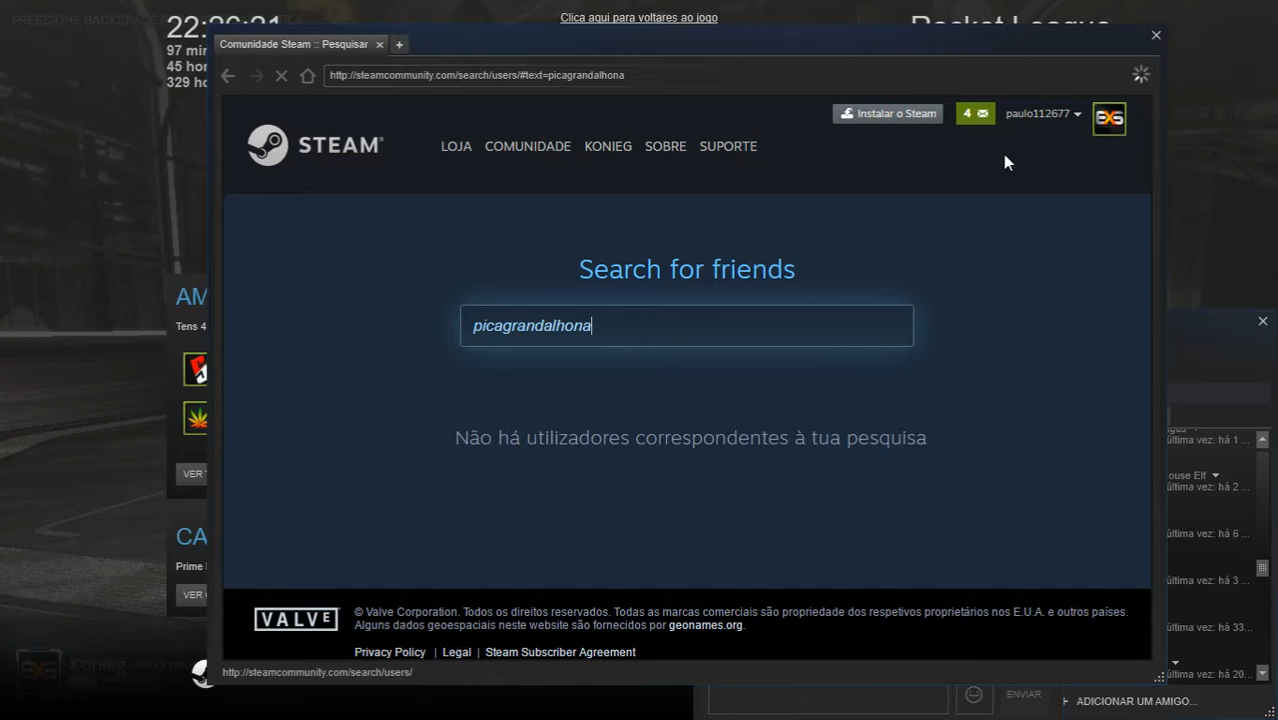 PRESSIONE BACKSPACE
Clica aqui para voltares ao jogo
22:26:21
Rocket League
97 min
45 hor
329 ho
Comunidade Steam :: Pesquisar
http://steamcommunity.com/search/users/#text=picagrandalhona
Instalar o Steam
4
paulo112677
STEAM
LOJA COMUNIDADE KONIEG SOBRE SUPORTE
Search for friends
picagrandalhona
Não há utilizadores correspondentes à tua pesquisa
AM
Tens 4
VER
CA
Prime
VER
VALVE
© Valve Corporation. Todos os direitos reservados. Todas as marcas comerciais são propriedade dos respetivos proprietários nos E.U.A. e outros países.
Alguns dados geoespaciais neste website são fornecidos por geonames.org.
Privacy Policy | Legal | Steam Subscriber Agreement
http://steamcommunity.com/search/users/
Konieg
última vez: há 1 ...
ouse Elf
última vez: há 2 ...
última vez: há 6 ...
última vez: há 3 ...
última vez: há 33...
última vez: há 20...
ENVIAR
+ ADICIONAR UM AMIGO...